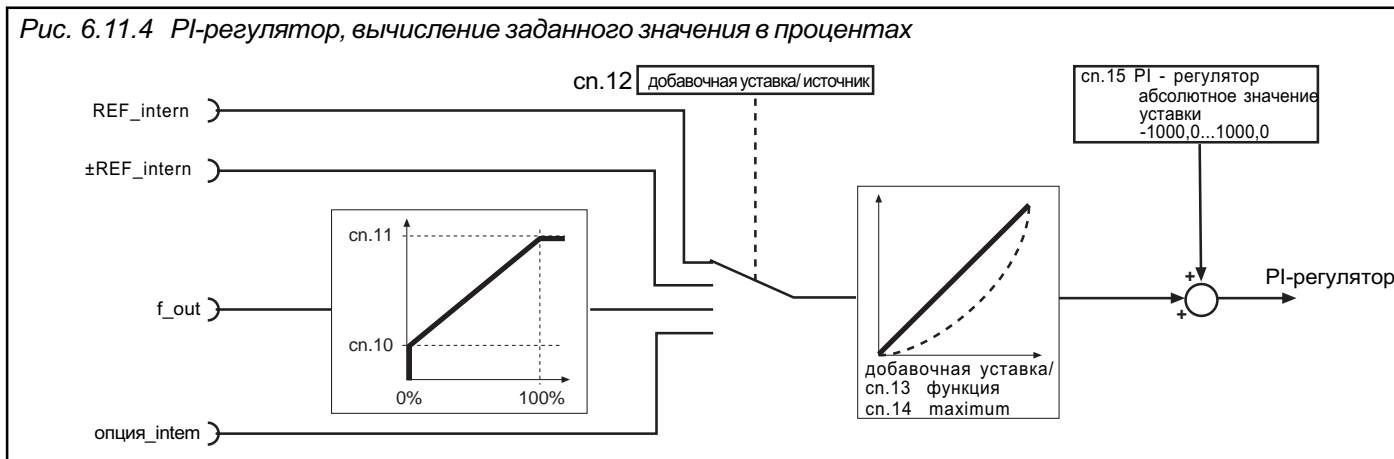 Рис. 6.11.4 PI-регулятор, вычисление заданного значения в процентах
cn.12 добавочная уставка/ источник
cn.15 PI - регулятор
абсолютное значение
уставки
-1000,0...1000,0
REF_intern
±REF_intern
cn.11
f_out
cn.10
0% 100%
опция_intern
добавочная уставка/
cn.13 функция
cn.14 maximum
+
+
PI-регулятор